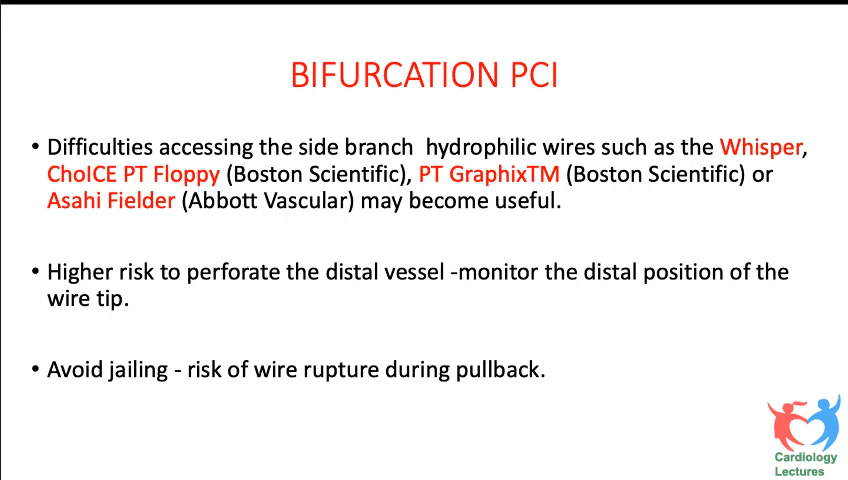 BIFURCATION PCI
• Difficulties accessing the side branch hydrophilic wires such as the Whisper,
ChoICE PT Floppy (Boston Scientific), PT GraphixTM (Boston Scientific) or
Asahi Fielder (Abbott Vascular) may become useful.
• Higher risk to perforate the distal vessel -monitor the distal position of the
wire tip.
• Avoid jailing - risk of wire rupture during pullback.
Cardiology
Lectures